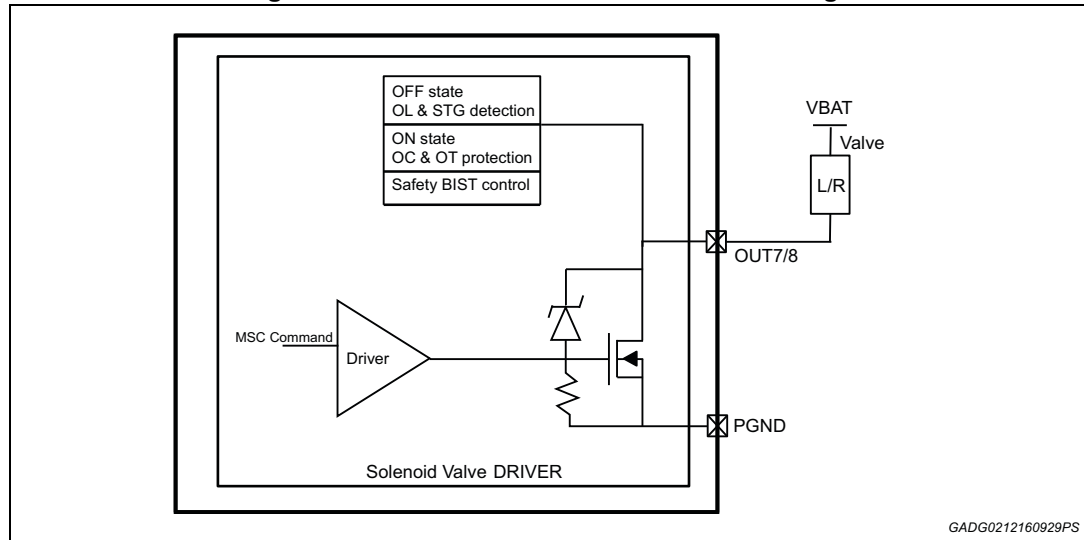 OFF state
OL & STG detection
ON state
OC & OT protection
Safety BIST control
VBAT
Valve
L/R
OUT7/8
MSC Command
Driver
PGND
Solenoid Valve DRIVER
GADG0212160929PS